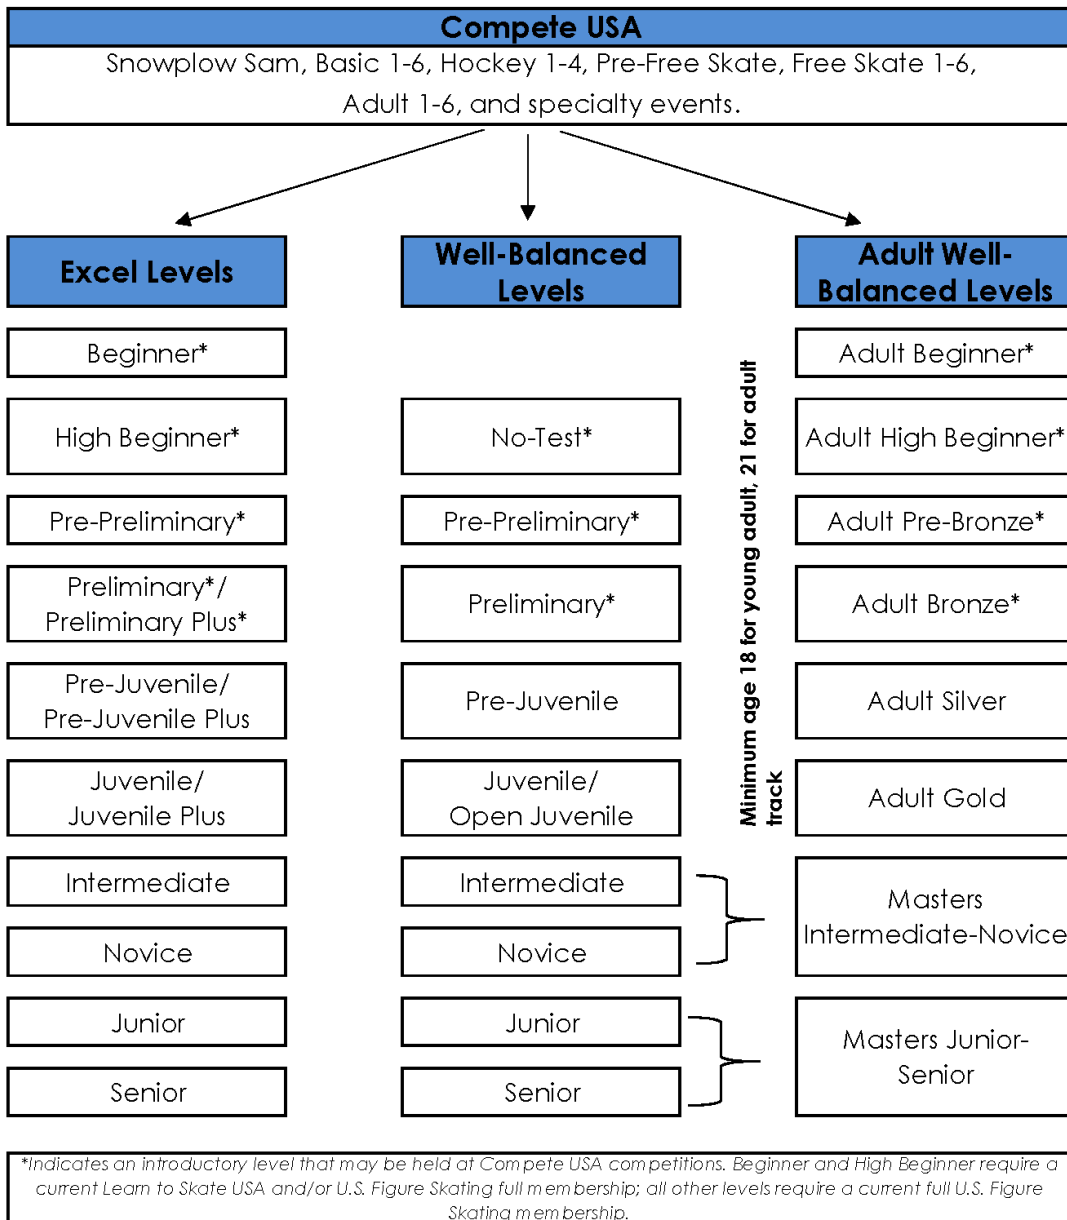 Compete USA
Snowplow Sam, Basic 1-6, Hockey 1-4, Pre-Free Skate, Free Skate 1-6,
Adult 1-6, and specialty events.
Excel Levels
Beginner*
High Beginner*
Pre-Preliminary*
Preliminary*/
Preliminary Plus*
Pre-Juvenile/
Pre-Juvenile Plus
Juvenile/
Juvenile Plus
Intermediate
Novice
Junior
Senior
Well-Balanced
Levels
No-Test*
Pre-Preliminary*
Preliminary*
Pre-Juvenile
Juvenile/
Open Juvenile
Intermediate
Novice
Junior
Senior
Minimum age 18 for young adult, 21 for adult
track
Adult Well-
Balanced Levels
Adult Beginner*
Adult High Beginner*
Adult Pre-Bronze*
Adult Bronze*
Adult Silver
Adult Gold
Masters
Intermediate-Novice
Masters Junior-
Senior
*Indicates an introductory level that may be held at Compete USA competitions. Beginner and High Beginner require a
current Learn to Skate USA and/or U.S. Figure Skating full membership; all other levels require a current full U.S. Figure
Skating membership.